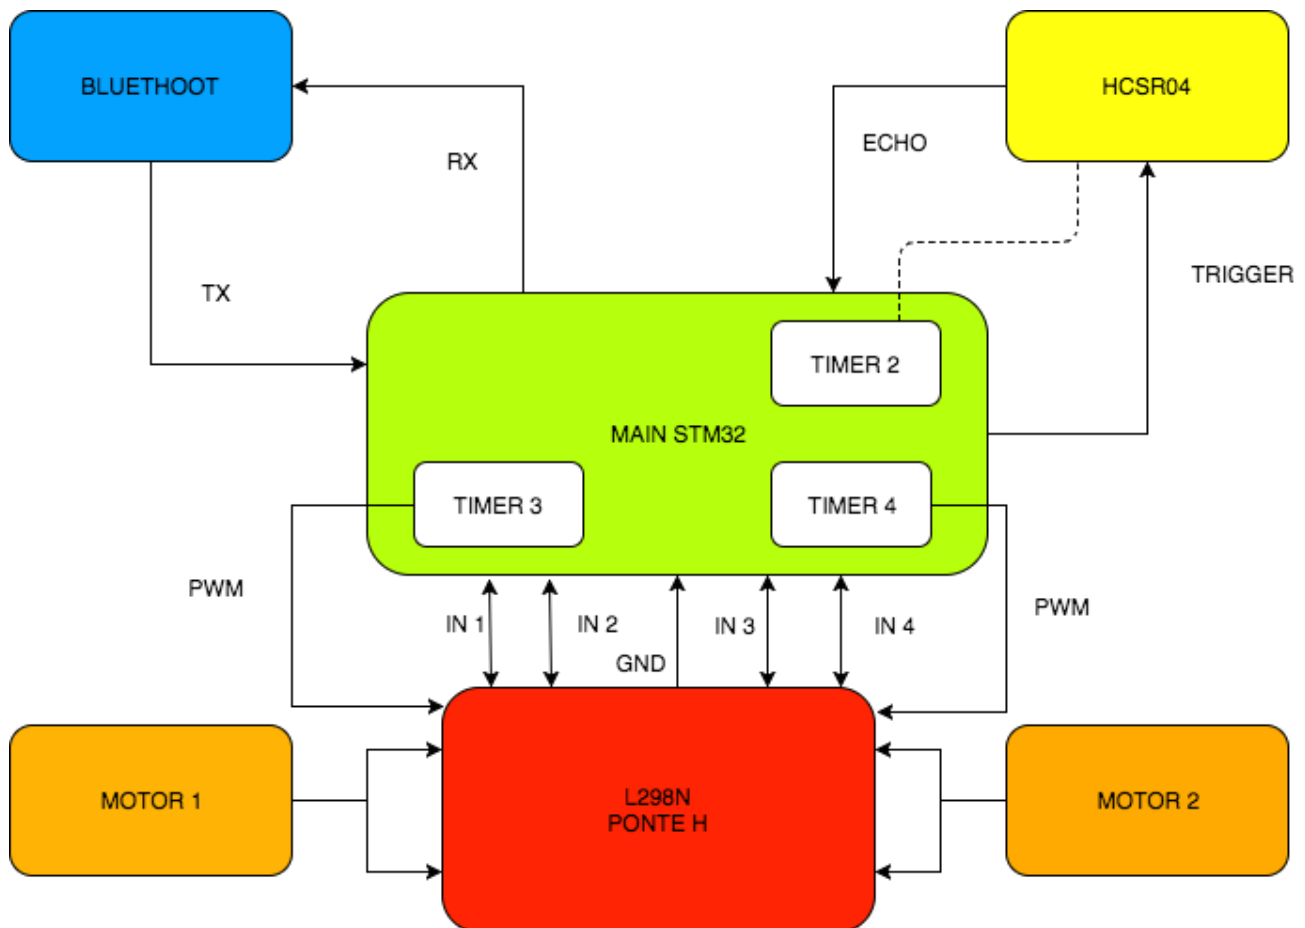 BLUETHOOT
HCSR04
ECHO
RX
TRIGGER
TX
TIMER 2
MAIN STM32
TIMER 3
TIMER 4
PWM
IN 1
IN 2
GND
IN 3
IN 4
PWM
MOTOR 1
L298N
PONTE H
MOTOR 2